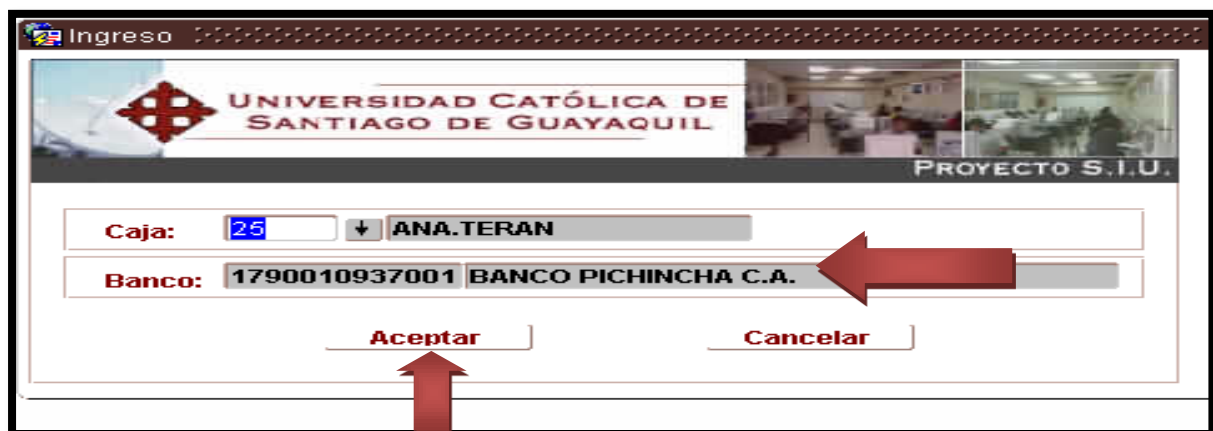 Ingreso
UNIVERSIDAD CATÓLICA DE
SANTIAGO DE GUAYAQUIL
PROYECTO S.I.U.
Caja: 25 ANA.TERAN
Banco: 1790010937001 BANCO PICHINCHA C.A.
Aceptar Cancelar